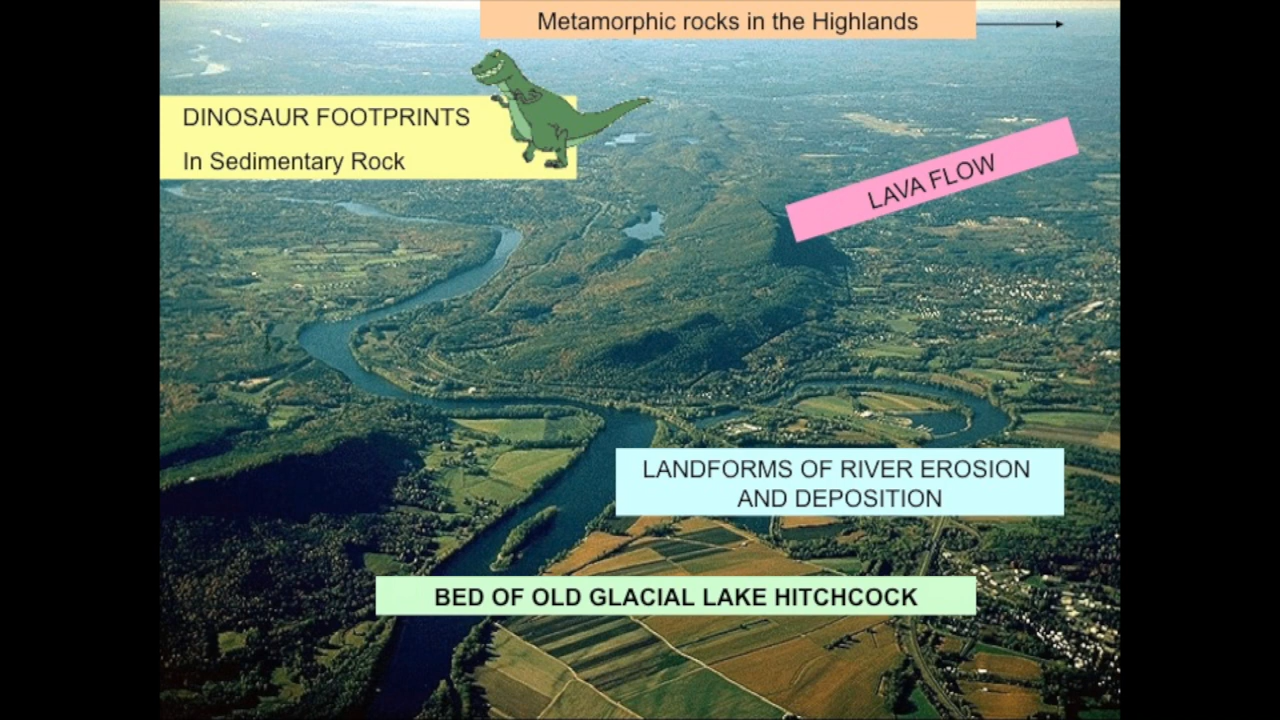 Metamorphic rocks in the Highlands
DINOSAUR FOOTPRINTS
In Sedimentary Rock
LAVA FLOW
LANDFORMS OF RIVER EROSION
AND DEPOSITION
BED OF OLD GLACIAL LAKE HITCHCOCK